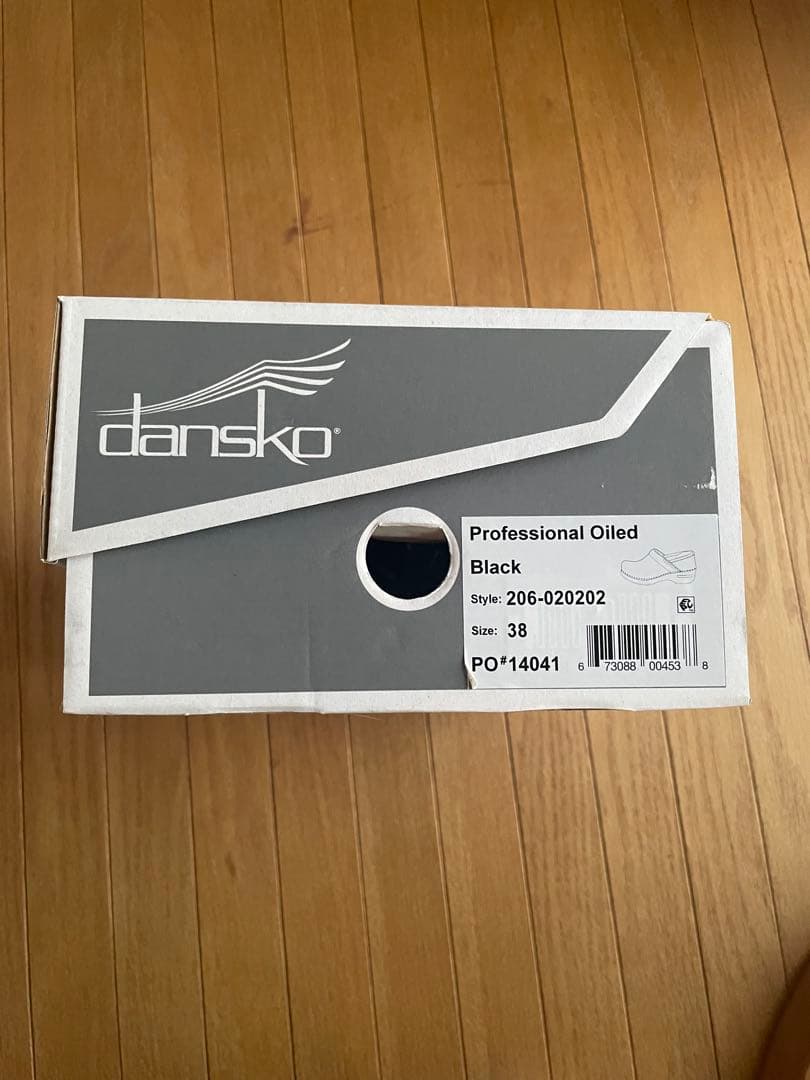 dansko®
Professional Oiled
Black
Style: 206-020202
Size: 38
PO#14041
6 73088 00453 8